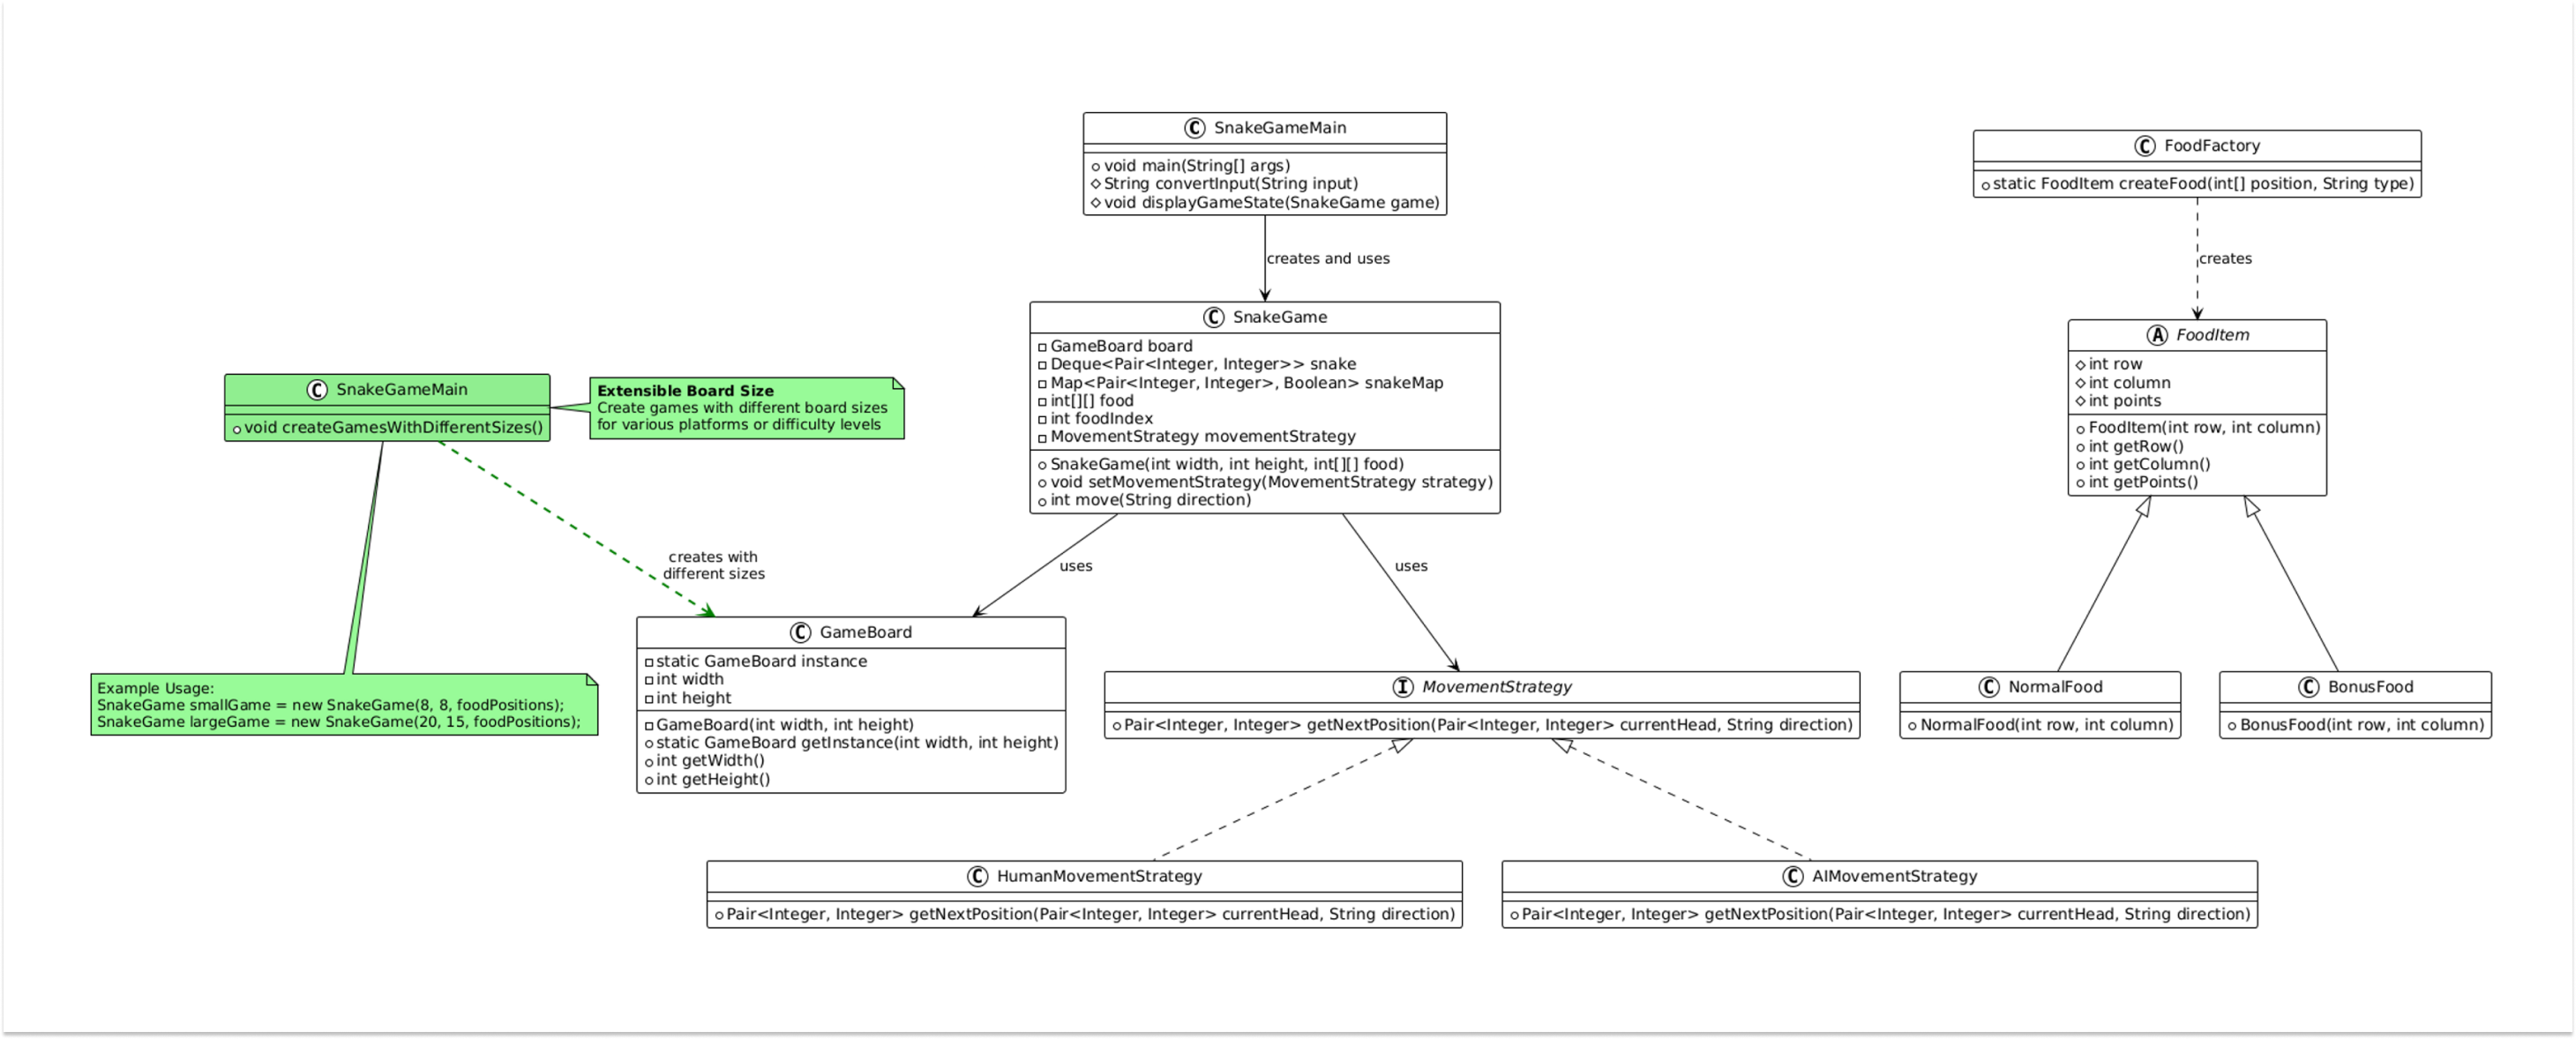 SnakeGameMain
void main(String[] args)
String convertInput(String input)
void displayGameState(SnakeGame game)
creates and uses
FoodFactory
static FoodItem createFood(int[] position, String type)
creates
SnakeGame
GameBoard board
Deque<Pair<Integer, Integer>> snake
Map<Pair<Integer, Integer>, Boolean> snakeMap
int[][] food
int foodIndex
MovementStrategy movementStrategy
SnakeGame(int width, int height, int[][] food)
void setMovementStrategy(MovementStrategy strategy)
int move(String direction)
FoodItem
int row
int column
int points
FoodItem(int row, int column)
int getRow()
int getColumn()
int getPoints()
SnakeGameMain
void createGamesWithDifferentSizes()
Extensible Board Size
Create games with different board sizes
for various platforms or difficulty levels
creates with
different sizes
uses
uses
Example Usage:
SnakeGame smallGame = new SnakeGame(8, 8, foodPositions);
SnakeGame largeGame = new SnakeGame(20, 15, foodPositions);
GameBoard
static GameBoard instance
int width
int height
GameBoard(int width, int height)
static GameBoard getInstance(int width, int height)
int getWidth()
int getHeight()
MovementStrategy
Pair<Integer, Integer> getNextPosition(Pair<Integer, Integer> currentHead, String direction)
NormalFood
NormalFood(int row, int column)
BonusFood
BonusFood(int row, int column)
HumanMovementStrategy
Pair<Integer, Integer> getNextPosition(Pair<Integer, Integer> currentHead, String direction)
AIMovementStrategy
Pair<Integer, Integer> getNextPosition(Pair<Integer, Integer> currentHead, String direction)